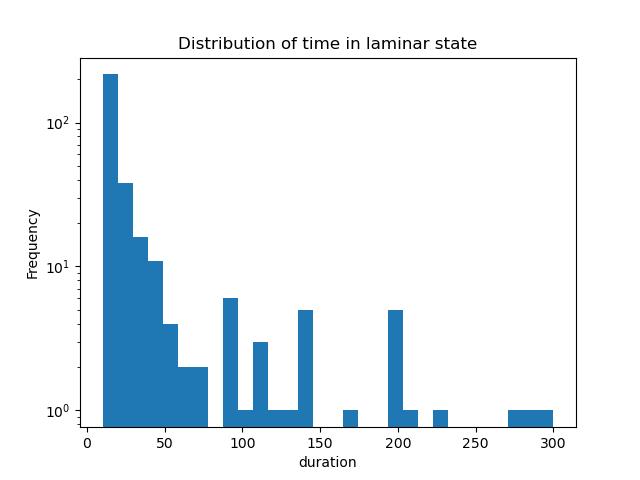 Distribution of time in laminar state
10²
10¹
10⁰
Frequency
0 50 100 150 200 250 300
duration